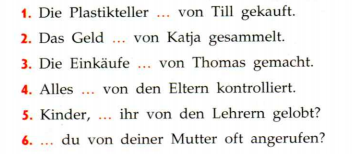 1. Die Plastikteller ... von Till gekauft.
2. Das Geld ... von Katja gesammelt.
3. Die Einkäufe ... von Thomas gemacht.
4. Alles ... von den Eltern kontrolliert.
5. Kinder, ... ihr von den Lehrern gelobt?
6. ... du von deiner Mutter oft angerufen?